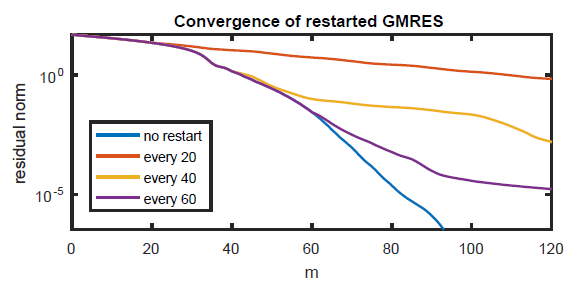 Convergence of restarted GMRES
residual norm
10^0
10^-5
no restart
every 20
every 40
every 60
0 20 40 60 80 100 120
m